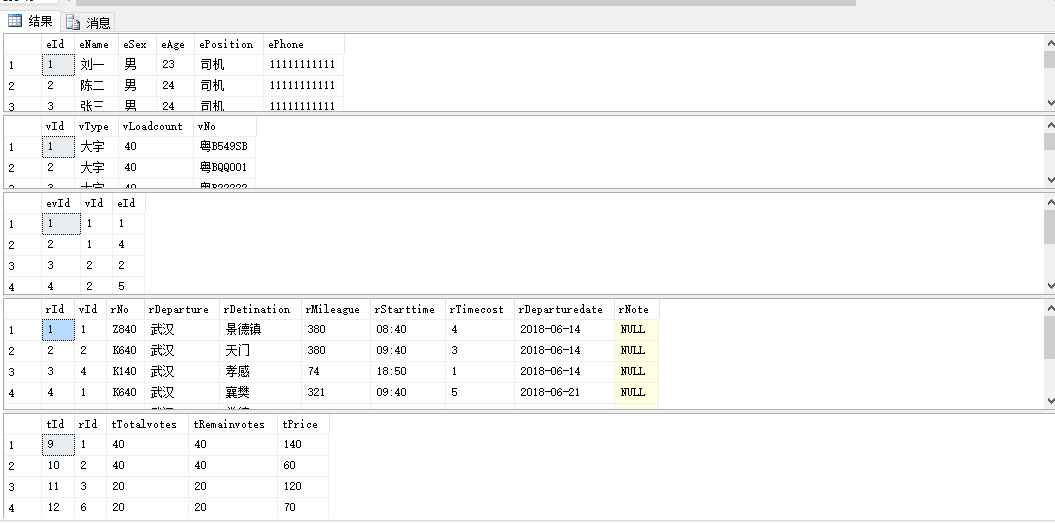 结果 消息
eId eName eSex eAge ePosition ePhone
1 1 刘一 男 23 司机 11111111111
2 2 陈二 男 24 司机 11111111111
3 3 张三 男 24 司机 11111111111
vId vType vLoadcount vNo
1 1 大宇 40 粤B549SB
2 2 大宇 40 粤BQQ001
3 3 大宇 40
evId vId eId
1 1 1 1
2 2 1 4
3 3 2 2
4 4 2 5
rId vId rNo rDeparture rDetination rMileague rStarttime rTimecost rDeparturedate rNote
1 1 1 Z840 武汉 景德镇 380 08:40 4 2018-06-14 NULL
2 2 2 K640 武汉 天门 380 09:40 3 2018-06-14 NULL
3 3 4 K140 武汉 孝感 74 18:50 1 2018-06-14 NULL
4 4 1 K640 武汉 襄樊 321 09:40 5 2018-06-21 NULL
tId rId tTotalvotes tRemainvotes tPrice
1 9 1 40 40 140
2 10 2 40 40 60
3 11 3 20 20 120
4 12 6 20 20 70